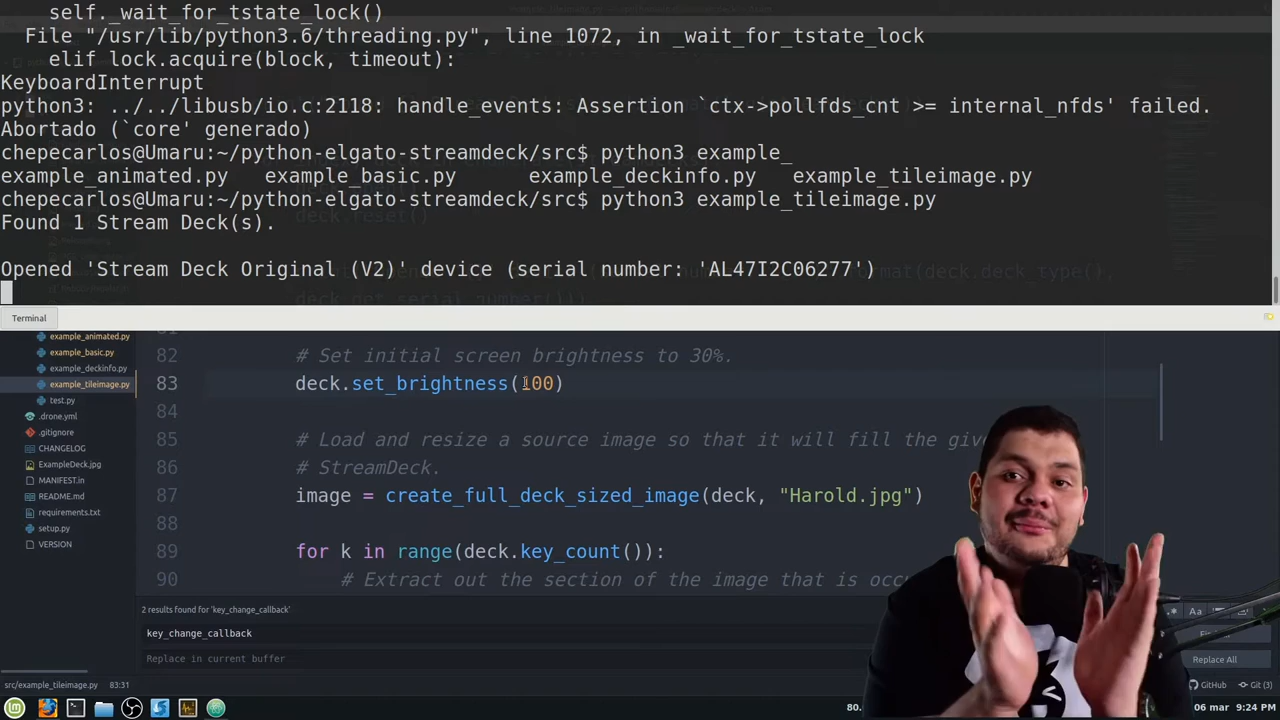 self._wait_for_tstate_lock()
File "/usr/lib/python3.6/threading.py", line 1072, in _wait_for_tstate_lock
elif lock.acquire(block, timeout):
KeyboardInterrupt
python3: ../../libusb/io.c:2118: handle_events: Assertion `ctx->pollfds_cnt >= internal_nfds' failed.
Abortado (`core' generado)
chepecarlos@Umaru:~/python-elgato-streamdeck/src$ python3 example_
example_animated.py example_basic.py example_deckinfo.py example_tileimage.py
chepecarlos@Umaru:~/python-elgato-streamdeck/src$ python3 example_tileimage.py
deck.reset()
Found 1 Stream Deck(s).
Opened 'Stream Deck Original (V2)' device (serial number: 'AL47I2C06277')
Terminal
example_animated.py
example_basic.py
example_deckinfo.py
example_tileimage.py
test.py
.drone.yml
.gitignore
CHANGELOG
ExampleDeck.jpg
MANIFEST.in
README.md
requirements.txt
setup.py
VERSION
82 # Set initial screen brightness to 30%.
83 deck.set_brightness(100)
84
85 # Load and resize a source image so that it will fill the give
86 # StreamDeck.
87 image = create_full_deck_sized_image(deck, "Harold.jpg")
88
89 for k in range(deck.key_count()):
90 # Extract out the section of the image that is occ
2 results found for 'key_change_callback'
Aa
key_change_callback
Replace in current buffer
Replace All
src/example_tileimage.py 83:31
GitHub
Git (3)
80.
06 mar 9:24 PM